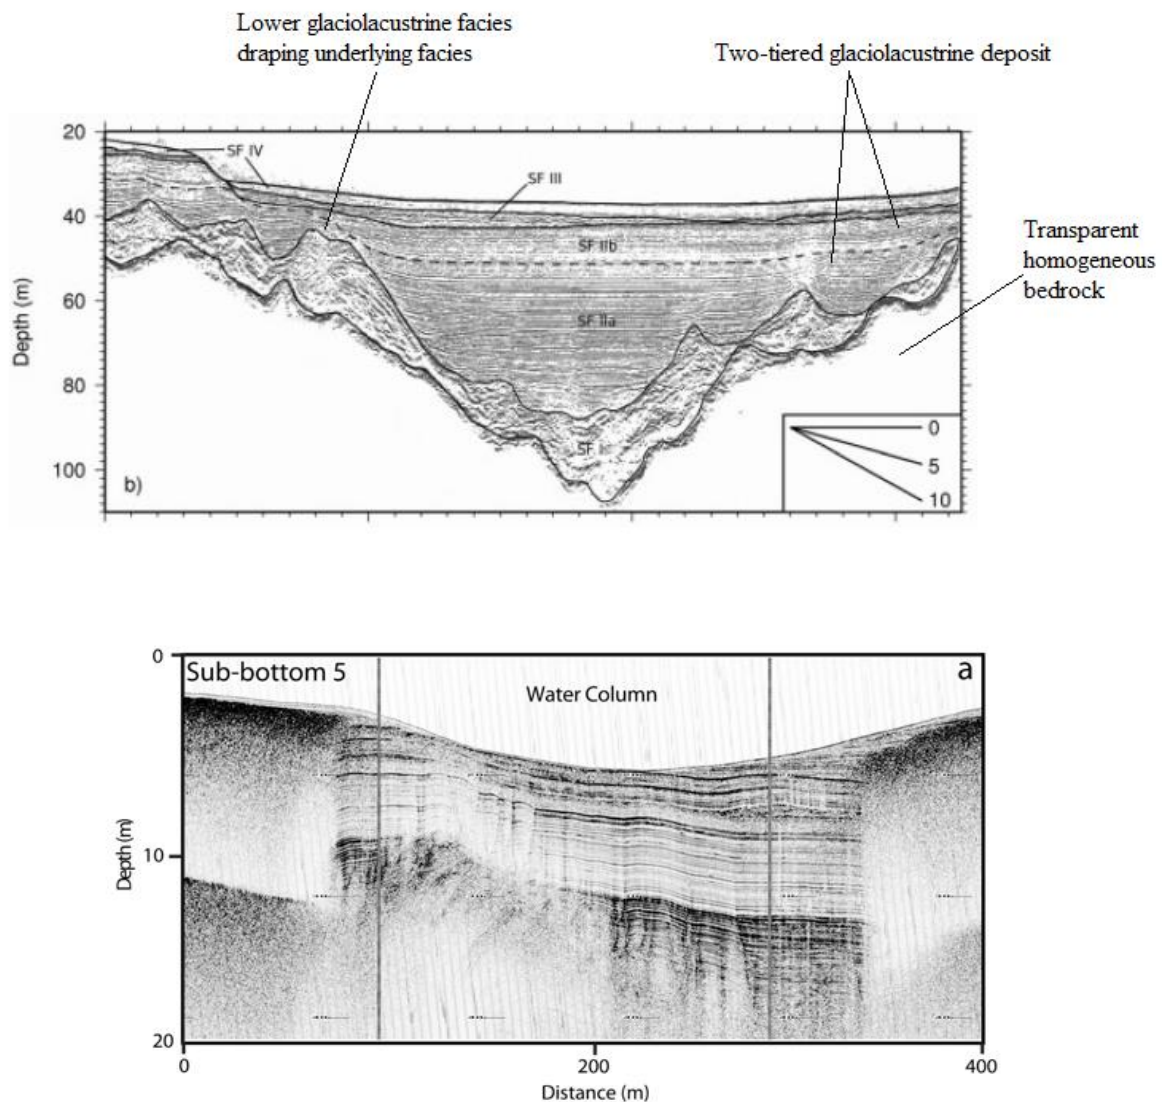 Lower glaciolacustrine facies
draping underlying facies
Two-tiered glaciolacustrine deposit
20
SF IV
SF III
40
SF IIb
Transparent
homogeneous
bedrock
60
SF IIa
Depth (m)
80
0
SF I
5
100
b)
10
0
Sub-bottom 5
a
Water Column
Depth (m)
10
20
0
200
400
Distance (m)